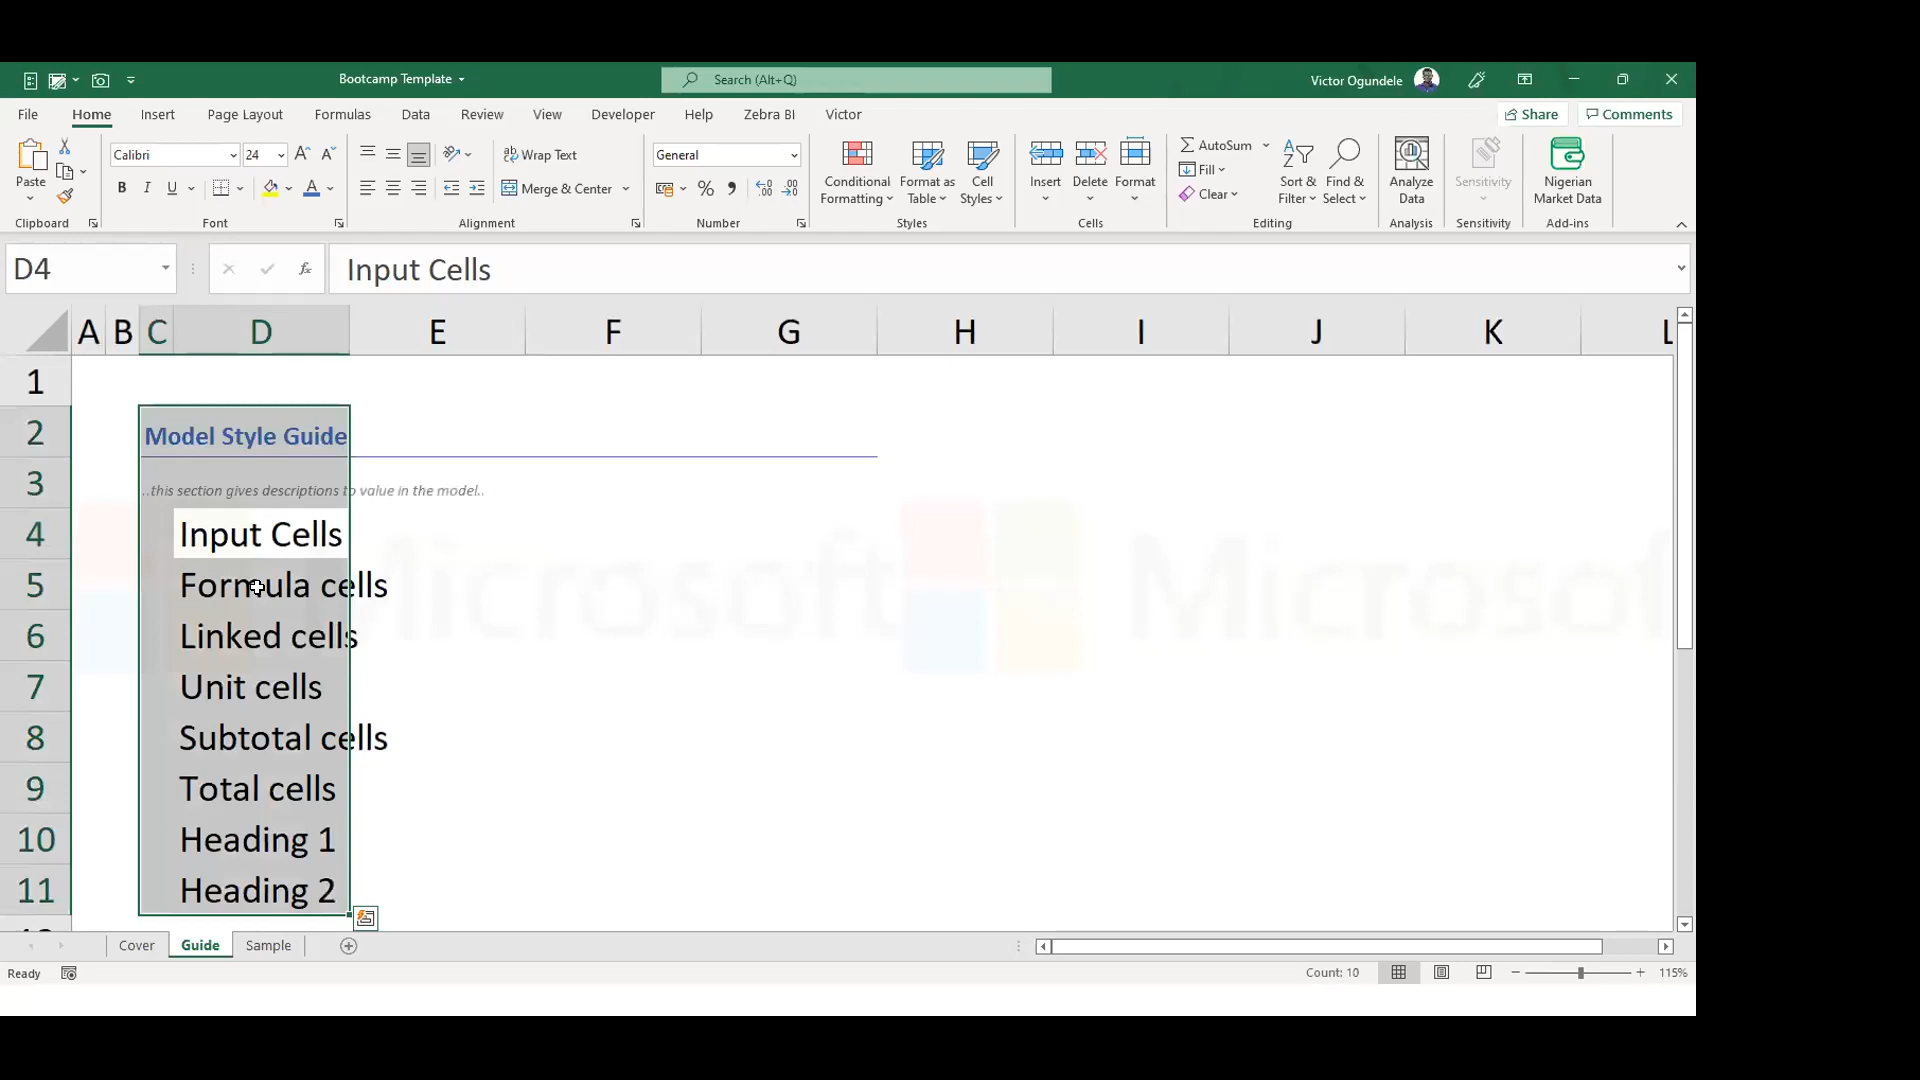 Bootcamp Template
Search (Alt+Q)
Victor Ogundele
File Home Insert Page Layout Formulas Data Review View Developer Help Zebra BI Victor
Share Comments
Paste
Calibri 24
B I U
A
Wrap Text
Merge & Center
General
% 9
Conditional Formatting
Format as Table
Cell Styles
Insert
Delete
Format
AutoSum
Fill
Clear
Sort & Filter
Find & Select
Analyze Data
Sensitivity
Nigerian Market Data
Clipboard Font Alignment Number Styles Cells Editing Analysis Sensitivity Add-ins
D4 fx Input Cells
A B C D E F G H I J K L
1
2 Model Style Guide
3 ..this section gives descriptions to value in the model..
4 Input Cells
5 Formula cells
6 Linked cells
7 Unit cells
8 Subtotal cells
9 Total cells
10 Heading 1
11 Heading 2
Microsoft Microsof
Cover Guide Sample
Ready Count: 10 115%